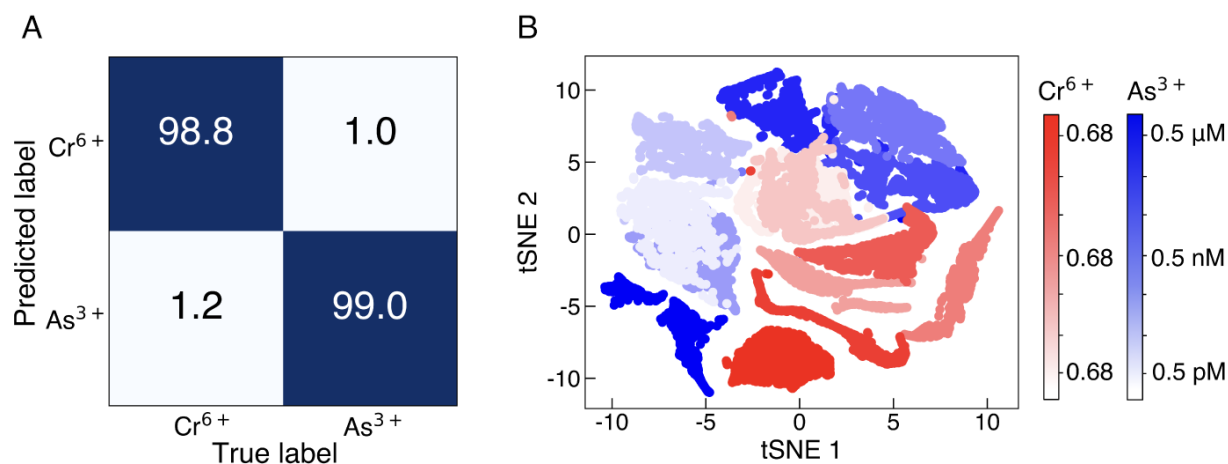 A
Predicted label
Cr6+
As3+
98.8
1.0
1.2
99.0
Cr6+
As3+
True label
B
tSNE 2
10
5
0
-5
-10
-10
-5
0
5
10
tSNE 1
Cr6+
As3+
0.68
0.68
0.68
0.5 µM
0.5 nM
0.5 pM